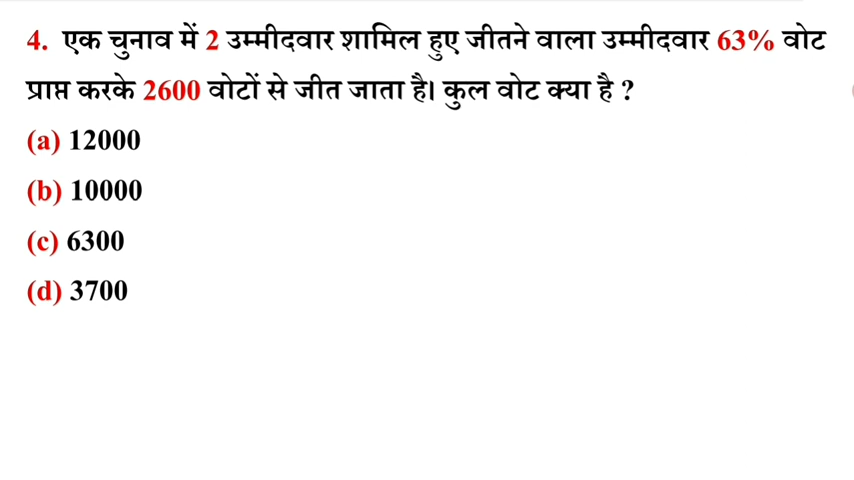 4. एक चुनाव में 2 उम्मीदवार शामिल हुए जीतने वाला उम्मीदवार 63% वोट
प्राप्त करके 2600 वोटों से जीत जाता है। कुल वोट क्या है ?
(a) 12000
(b) 10000
(c) 6300
(d) 3700